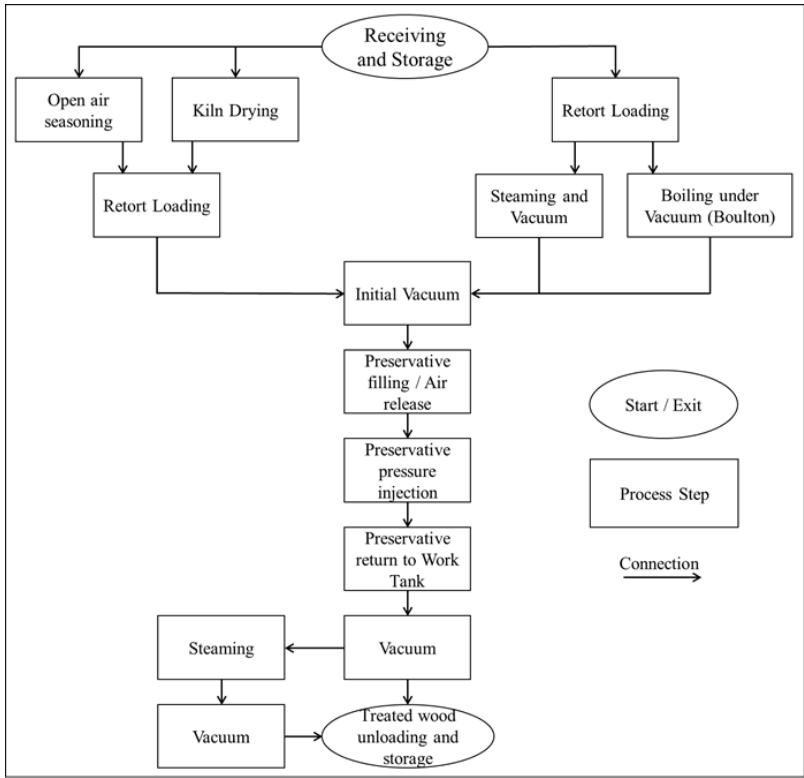 Receiving
and Storage
Open air
seasoning
Kiln Drying
Retort Loading
Retort Loading
Steaming and
Vacuum
Boiling under
Vacuum (Boulton)
Initial Vacuum
Preservative
filling / Air
release
Preservative
pressure
injection
Preservative
return to Work
Tank
Steaming
Vacuum
Vacuum
Treated wood
unloading and
storage
Start / Exit
Process Step
Connection